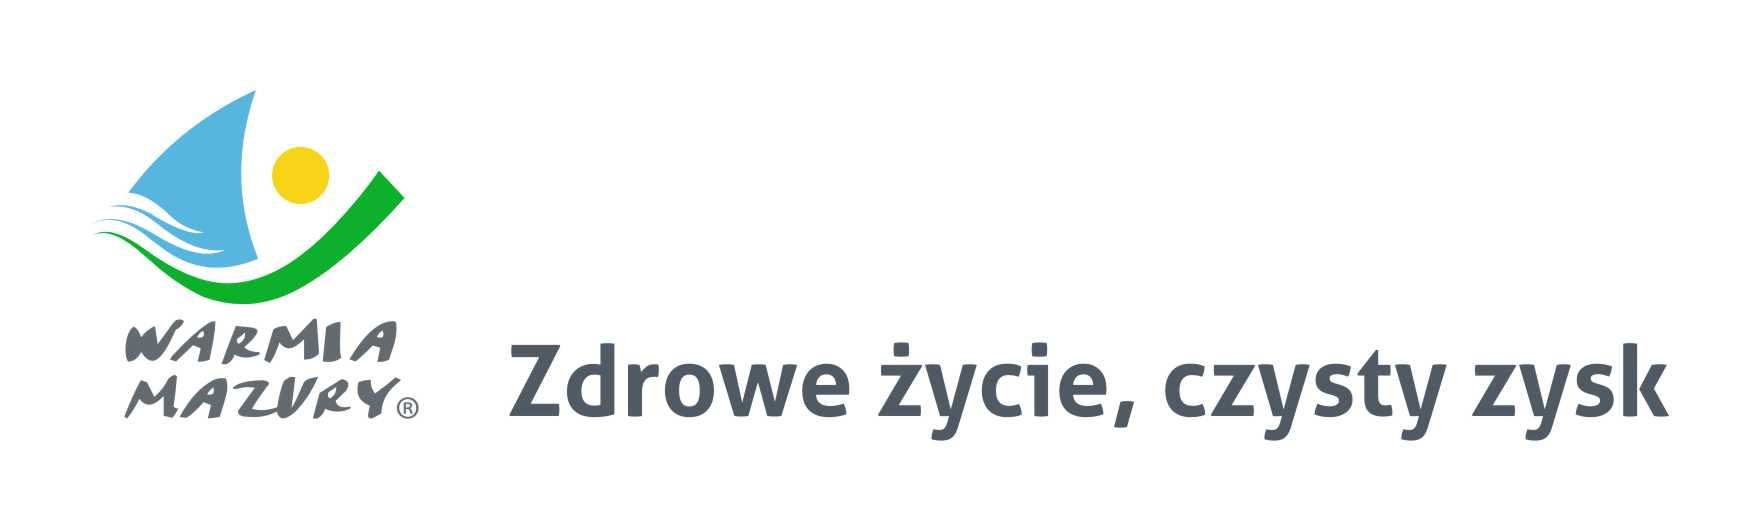 WARMIA
MAZURY®
Zdrowe życie, czysty zysk